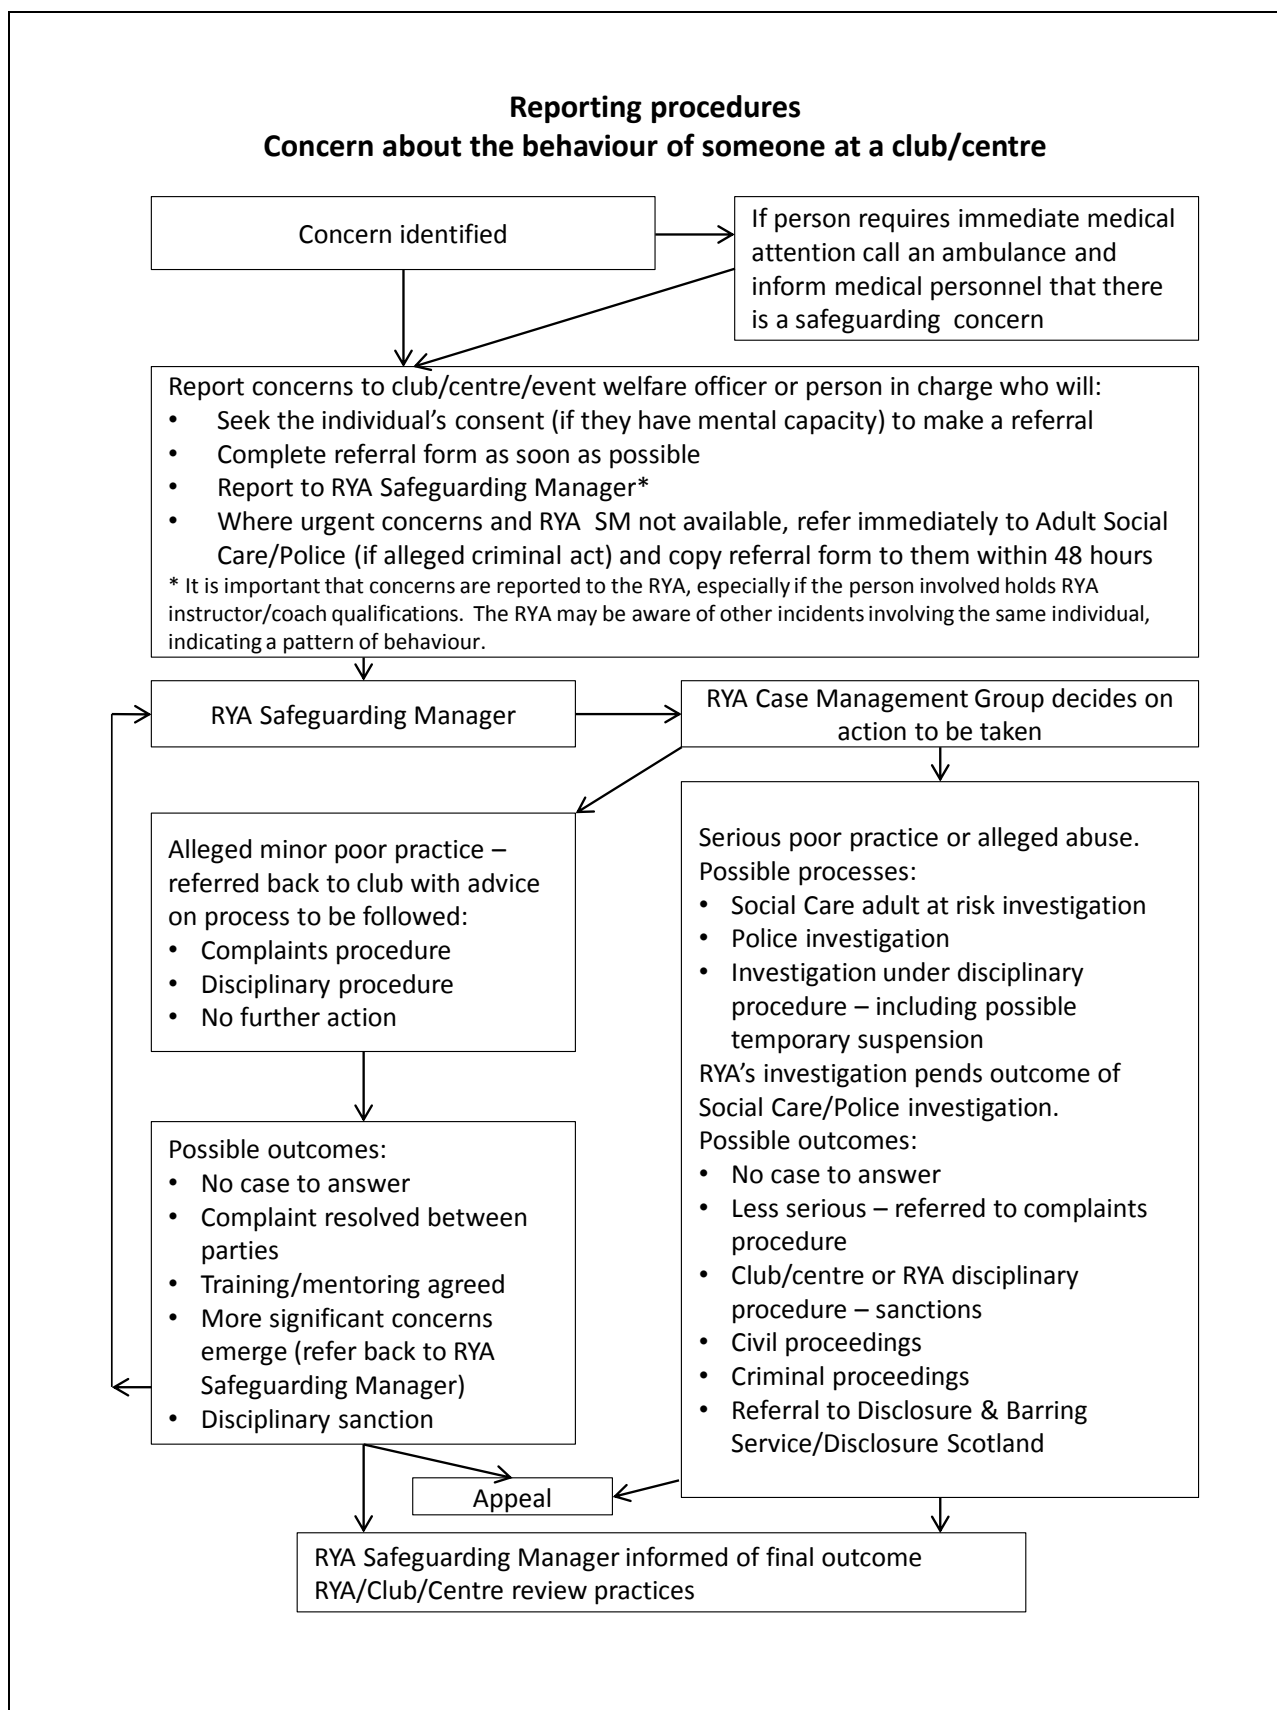 Reporting procedures
Concern about the behaviour of someone at a club/centre
Concern identified
If person requires immediate medical
attention call an ambulance and
inform medical personnel that there
is a safeguarding concern
Report concerns to club/centre/event welfare officer or person in charge who will:
• Seek the individual’s consent (if they have mental capacity) to make a referral
• Complete referral form as soon as possible
• Report to RYA Safeguarding Manager*
• Where urgent concerns and RYA SM not available, refer immediately to Adult Social
Care/Police (if alleged criminal act) and copy referral form to them within 48 hours
* It is important that concerns are reported to the RYA, especially if the person involved holds RYA
instructor/coach qualifications. The RYA may be aware of other incidents involving the same individual,
indicating a pattern of behaviour.
RYA Safeguarding Manager
RYA Case Management Group decides on
action to be taken
Alleged minor poor practice –
referred back to club with advice
on process to be followed:
• Complaints procedure
• Disciplinary procedure
• No further action
Serious poor practice or alleged abuse.
Possible processes:
• Social Care adult at risk investigation
• Police investigation
• Investigation under disciplinary
procedure – including possible
temporary suspension
RYA’s investigation pends outcome of
Social Care/Police investigation.
Possible outcomes:
• No case to answer
• Less serious – referred to complaints
procedure
• Club/centre or RYA disciplinary
procedure – sanctions
• Civil proceedings
• Criminal proceedings
• Referral to Disclosure & Barring
Service/Disclosure Scotland
Possible outcomes:
• No case to answer
• Complaint resolved between
parties
• Training/mentoring agreed
• More significant concerns
emerge (refer back to RYA
Safeguarding Manager)
• Disciplinary sanction
Appeal
RYA Safeguarding Manager informed of final outcome
RYA/Club/Centre review practices